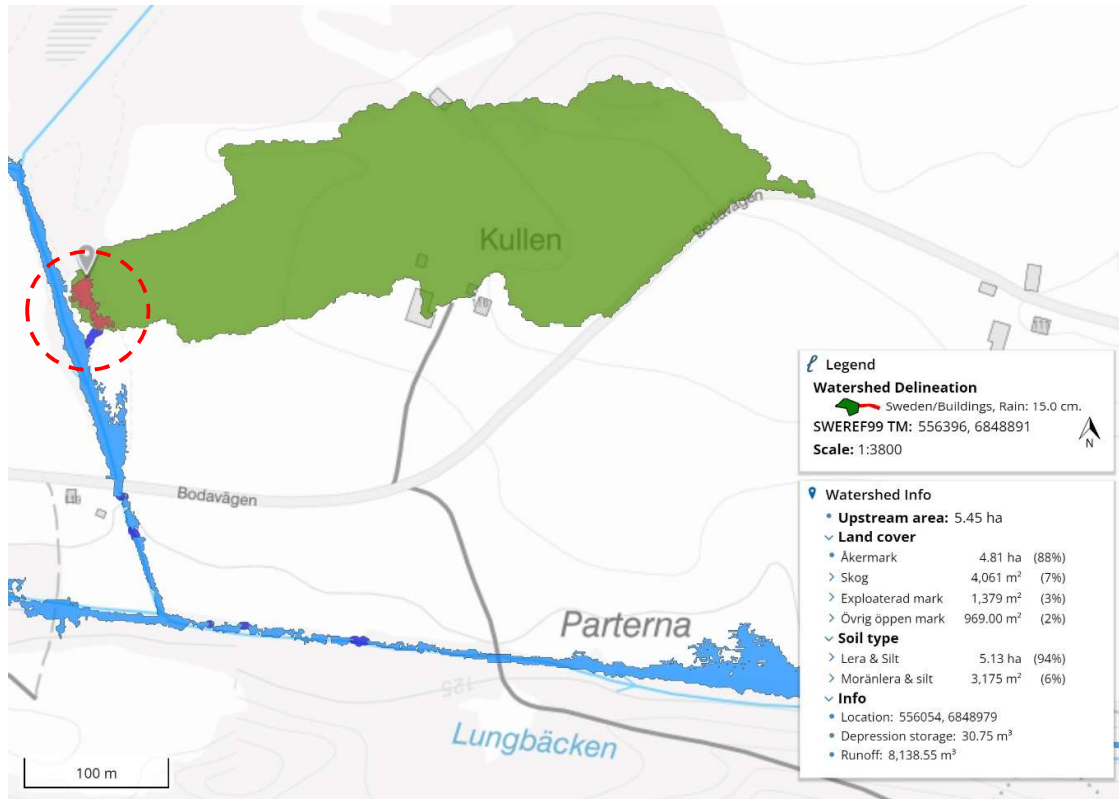 Kullen
Bodavägen
Bodavägen
Parterna
125
Lungbäcken
100 m
Legend
Watershed Delineation
Sweden/Buildings, Rain: 15.0 cm.
SWEREF99 TM: 556396, 6848891
Scale: 1:3800
N
Watershed Info
Upstream area: 5.45 ha
Land cover
Åkermark 4.81 ha (88%)
Skog 4,061 m² (7%)
Exploaterad mark 1,379 m² (3%)
Övrig öppen mark 969.00 m² (2%)
Soil type
Lera & Silt 5.13 ha (94%)
Moränlera & silt 3,175 m² (6%)
Info
Location: 556054, 6848979
Depression storage: 30.75 m³
Runoff: 8,138.55 m³